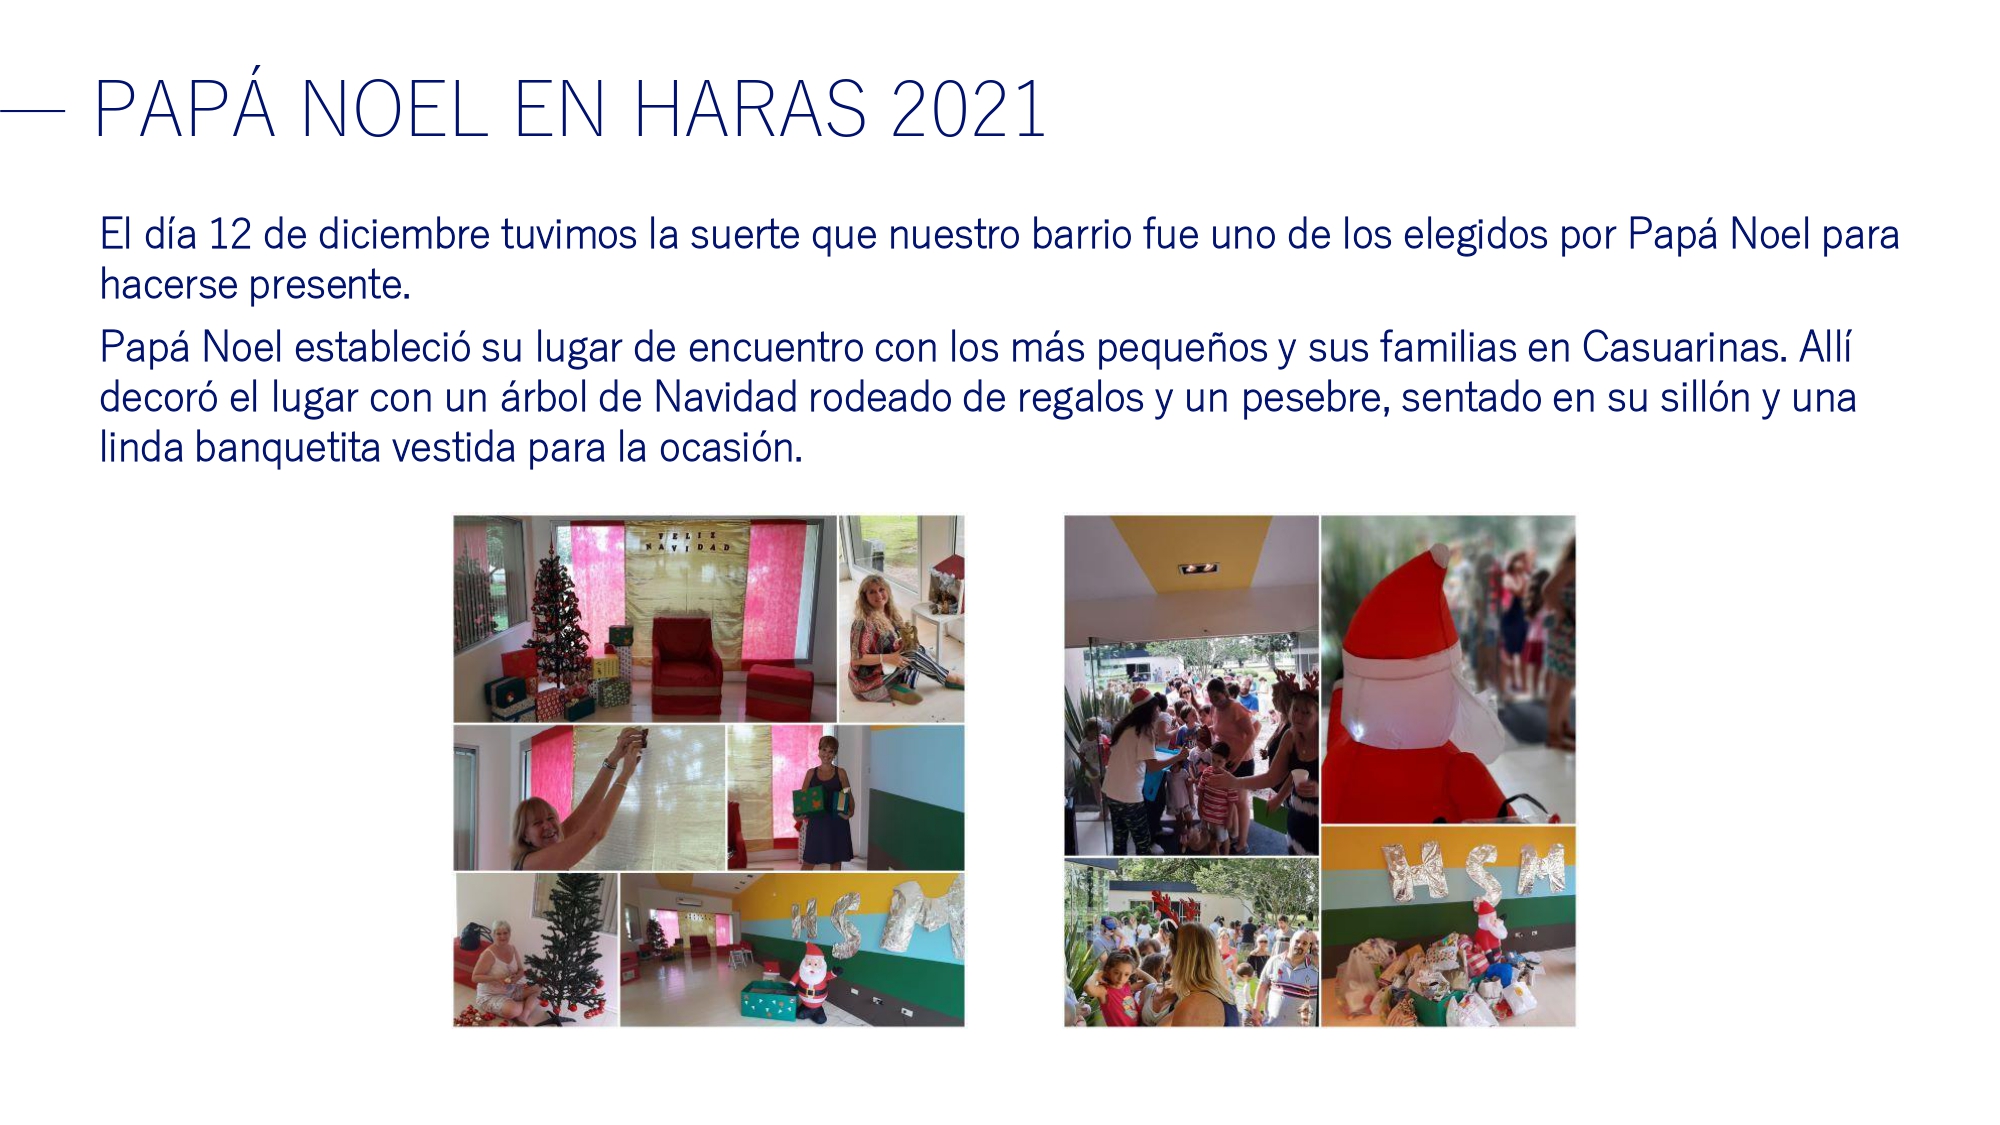 PAPÁ NOEL EN HARAS 2021
El día 12 de diciembre tuvimos la suerte que nuestro barrio fue uno de los elegidos por Papá Noel para
hacerse presente.
Papá Noel estableció su lugar de encuentro con los más pequeños y sus familias en Casuarinas. Allí
decoró el lugar con un árbol de Navidad rodeado de regalos y un pesebre, sentado en su sillón y una
linda banquetita vestida para la ocasión.
FELIZ
NAVIDAD
HSM
HSM